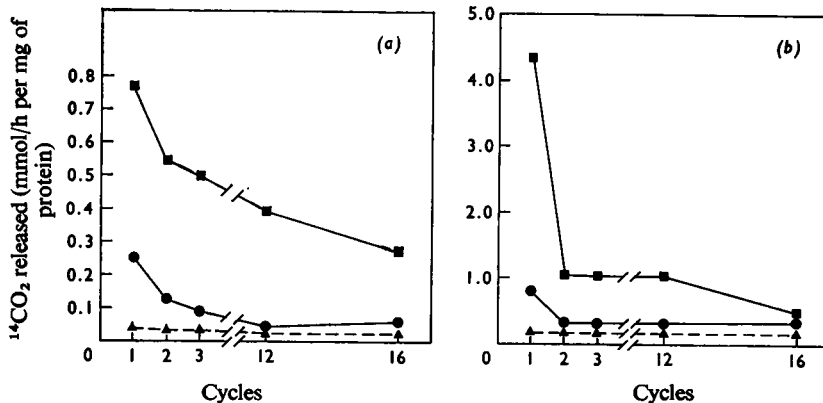 ¹⁴CO₂ released (mmol/h per mg of
protein)
(a)
0.8
0.7
0.6
0.5
0.4
0.3
0.2
0.1
0
1 2 3 12 16
Cycles
(b)
5.0
4.0
3.0
2.0
1.0
0
1 2 3 12 16
Cycles